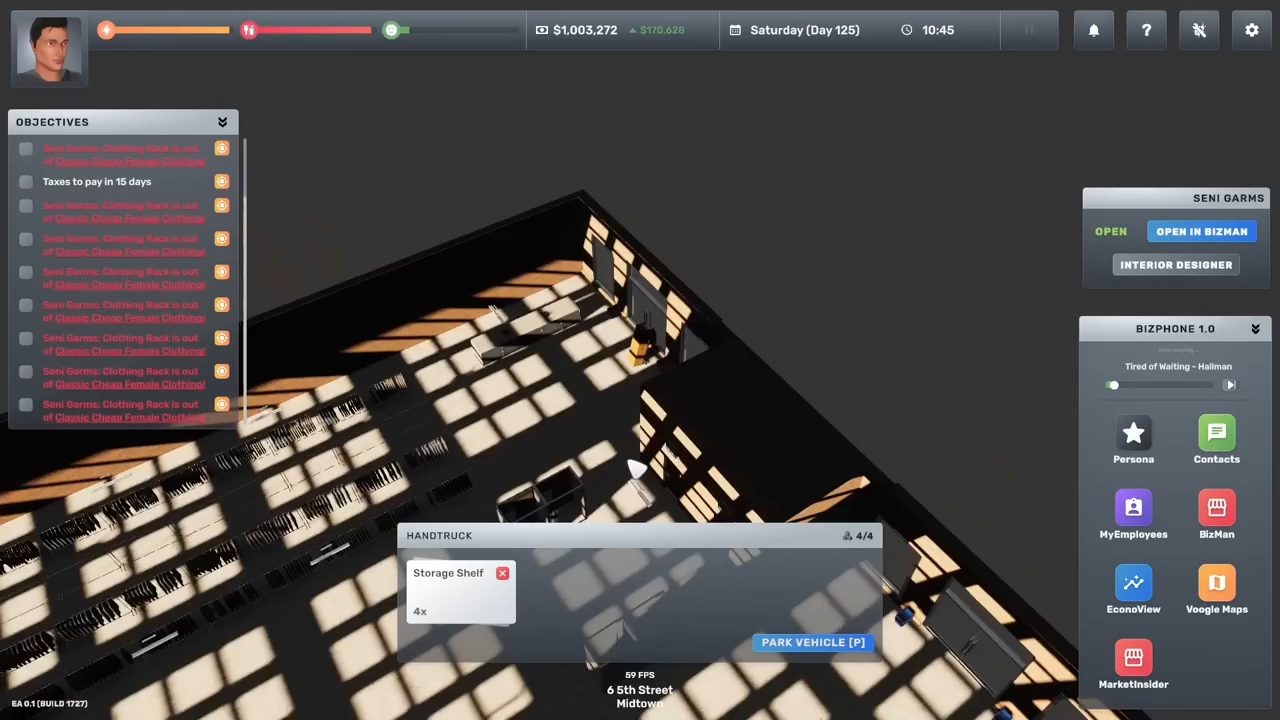 $1,003,272
$170,628
Saturday (Day 125)
10:45
?
OBJECTIVES
Seni Garms: Clothing Rack is out
of Classic Cheap Female Clothing!
Taxes to pay in 15 days
Seni Garms: Clothing Rack is out
of Classic Cheap Female Clothing!
Seni Garms: Clothing Rack is out
of Classic Cheap Female Clothing!
Seni Garms: Clothing Rack is out
of Classic Cheap Female Clothing!
Seni Garms: Clothing Rack is out
of Classic Cheap Female Clothing!
Seni Garms: Clothing Rack is out
of Classic Cheap Female Clothing!
Seni Garms: Clothing Rack is out
of Classic Cheap Female Clothing!
Seni Garms: Clothing Rack is out
of Classic Cheap Female Clothing!
SENI GARMS
OPEN
OPEN IN BIZMAN
INTERIOR DESIGNER
BIZPHONE 1.0
Now playing...
Tired of Waiting - Hallman
Persona
Contacts
MyEmployees
BizMan
EconoView
Voogle Maps
MarketInsider
HANDTRUCK
4/4
Storage Shelf
4x
PARK VEHICLE [P]
59 FPS
6 5th Street
Midtown
EA 0.1 (BUILD 1727)